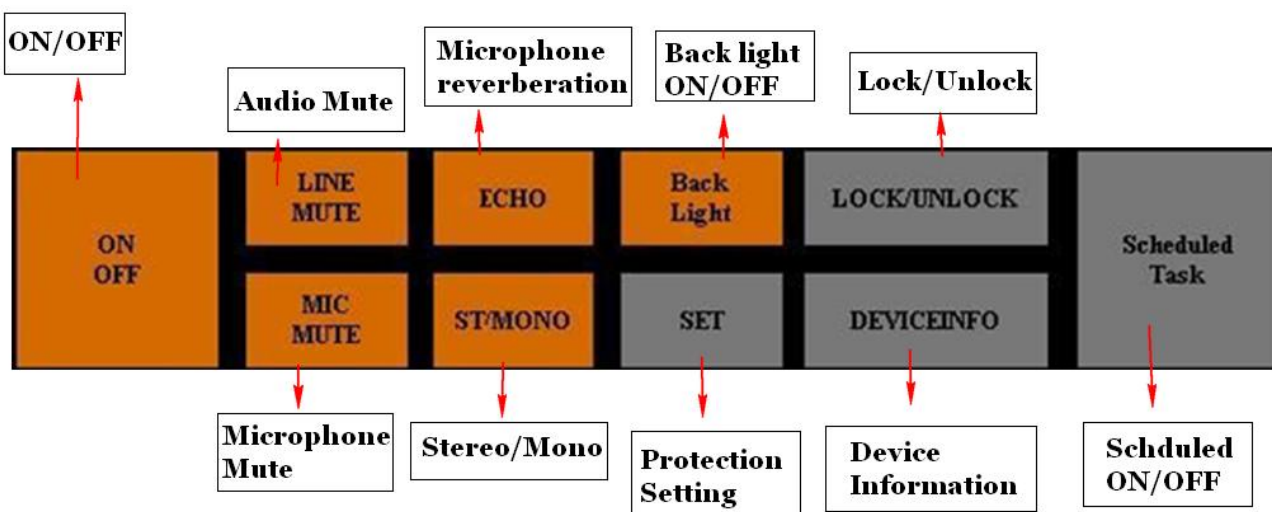 ON/OFF
Audio Mute
Microphone
reverberation
Back light
ON/OFF
Lock/Unlock
ON
OFF
LINE
MUTE
ECHO
Back
Light
LOCK/UNLOCK
Scheduled
Task
MIC
MUTE
ST/MONO
SET
DEVICEINFO
Microphone
Mute
Stereo/Mono
Protection
Setting
Device
Information
Schduled
ON/OFF